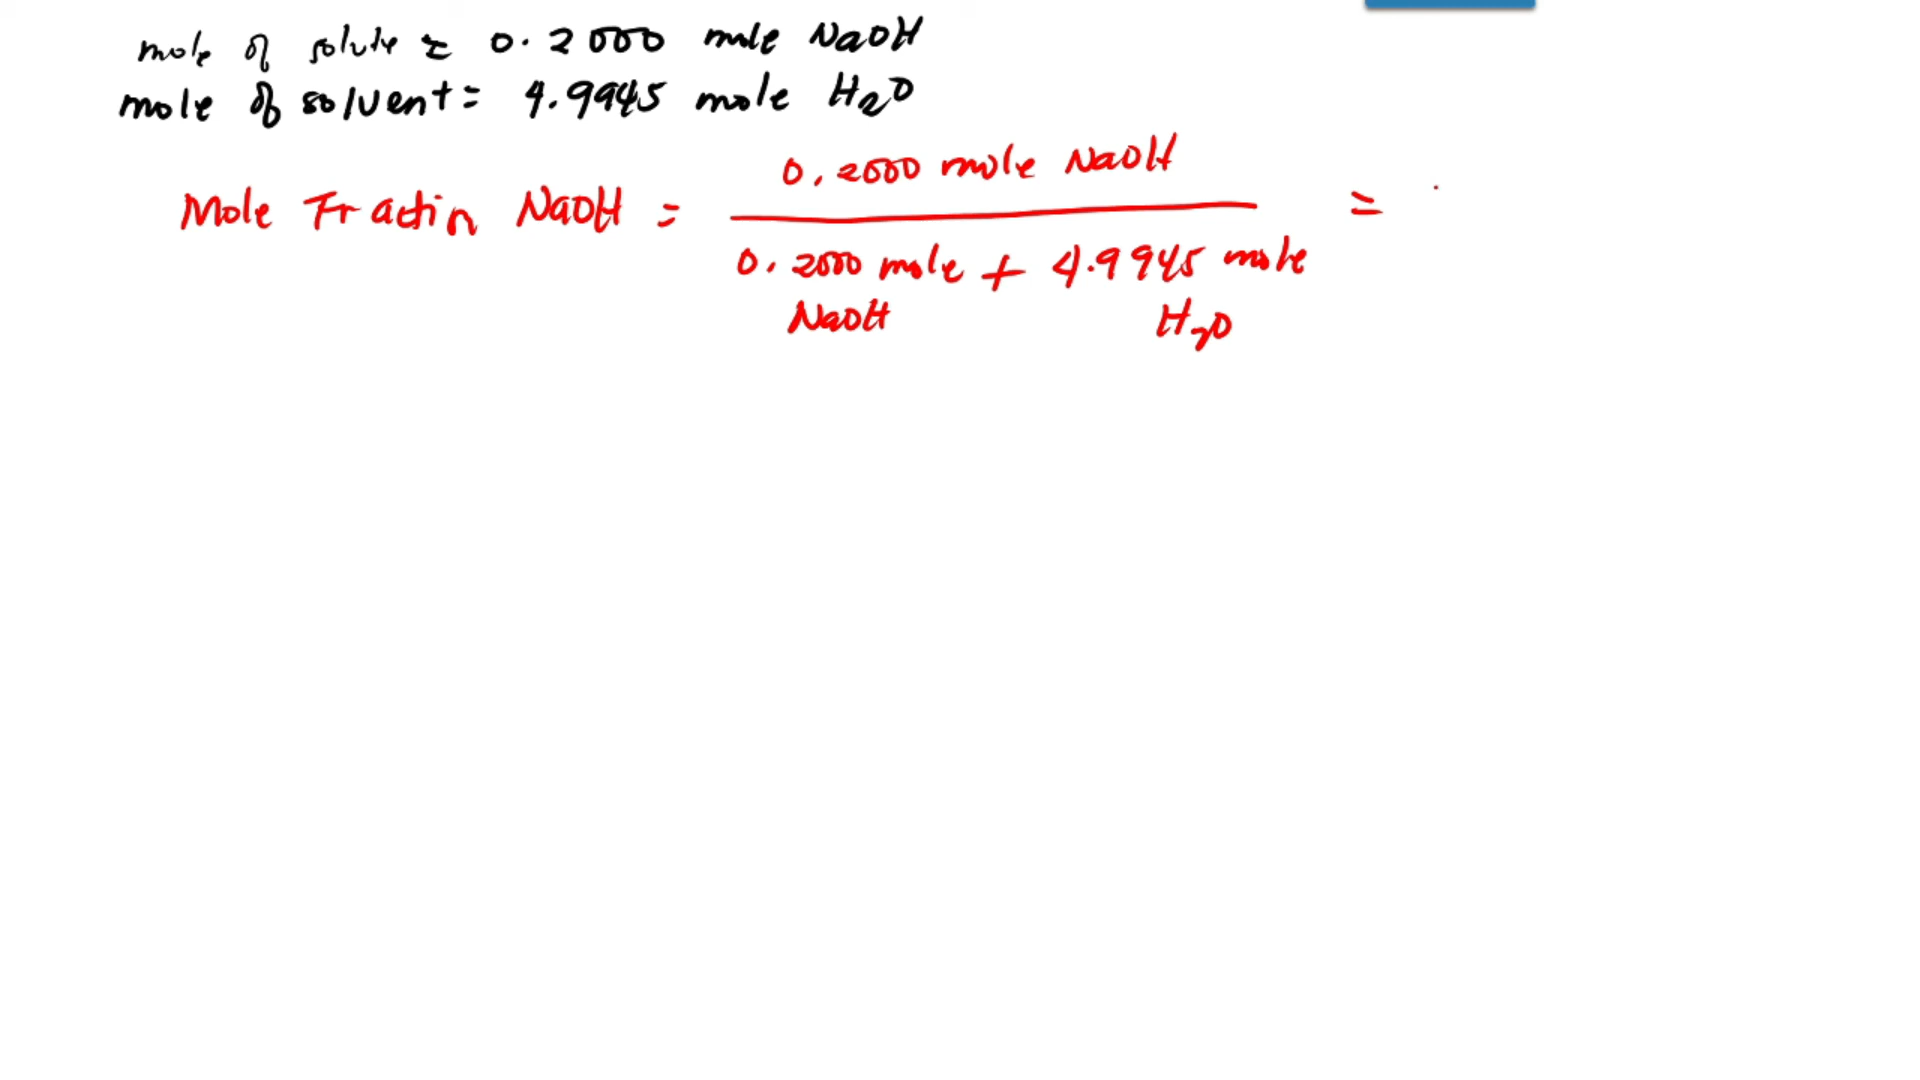 mole of solute = 0.2000 mole NaOH
mole of solvent = 4.9945 mole H2O
Mole Fraction NaOH = 0.2000 mole NaOH =
0.2000 mole + 4.9945 mole
NaOH H2O